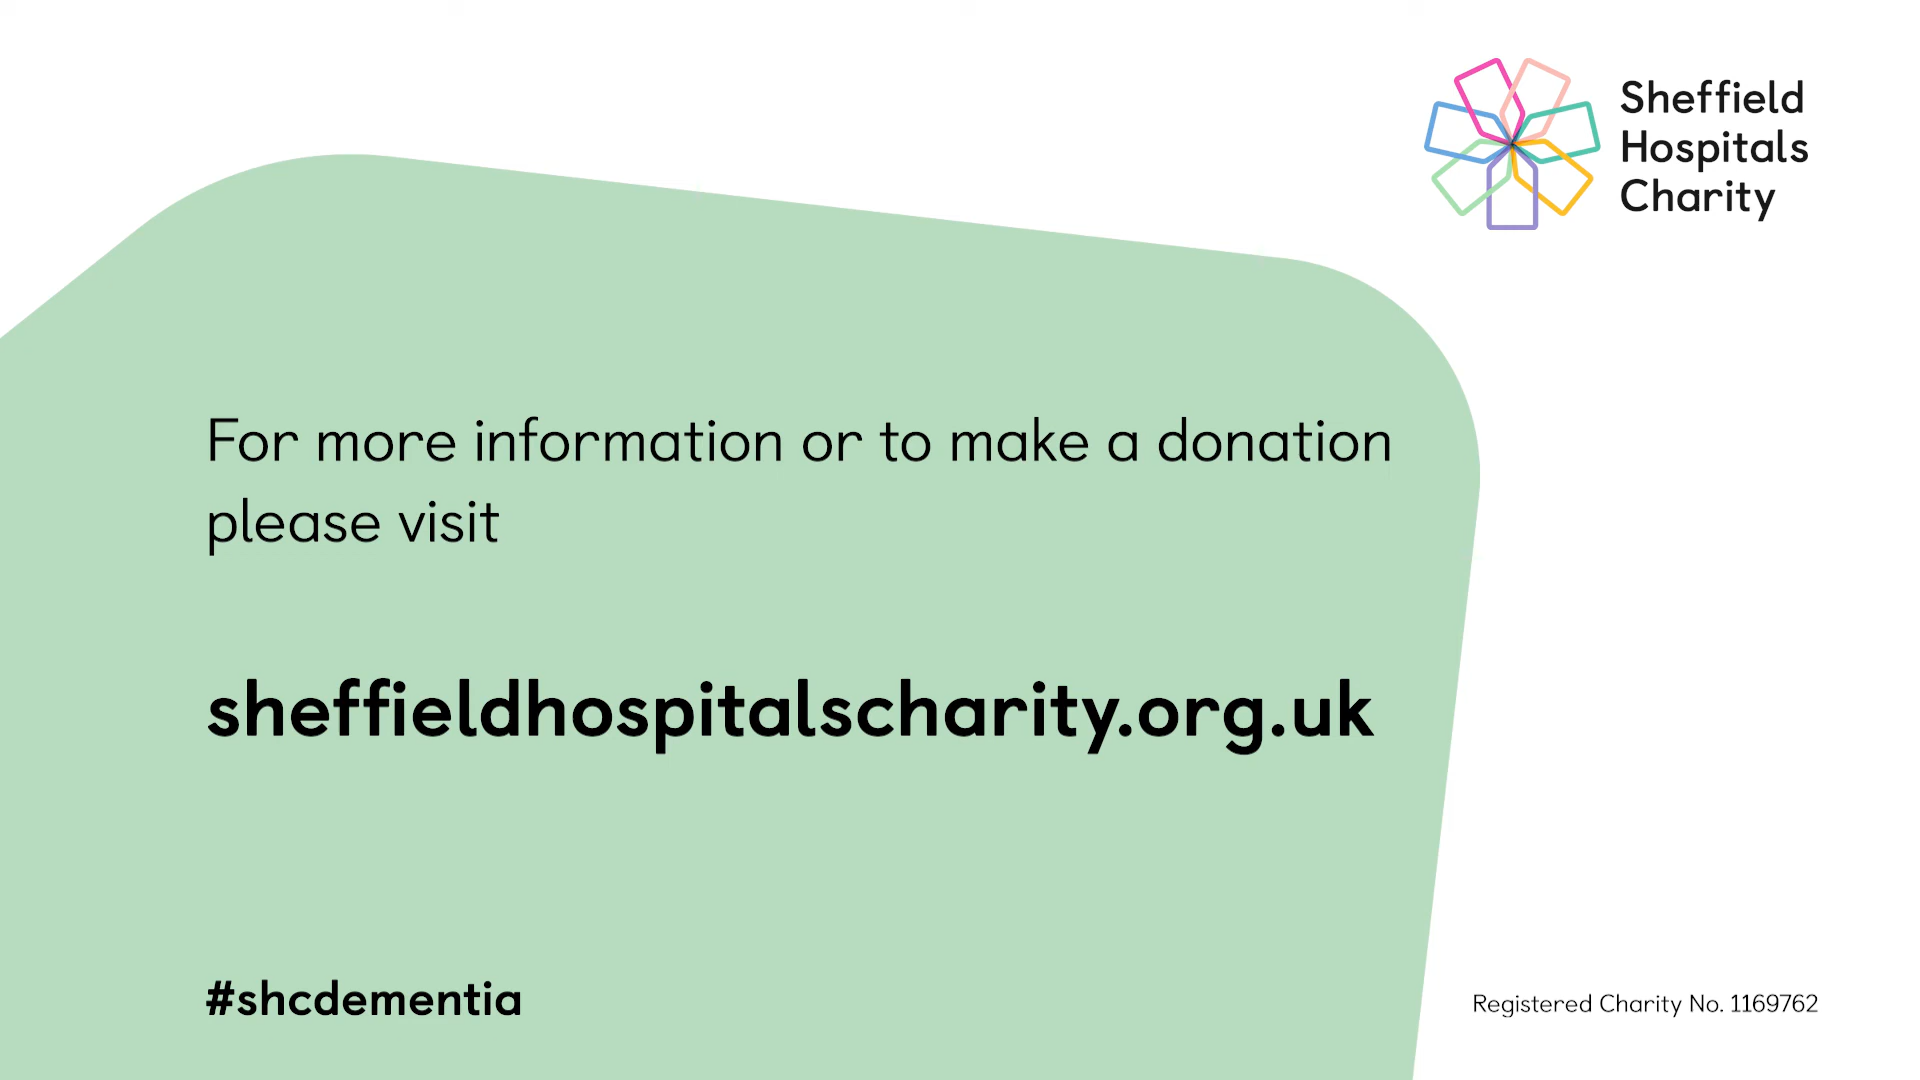 Sheffield
Hospitals
Charity
For more information or to make a donation
please visit
sheffieldhospitalscharity.org.uk
#shcdementia
Registered Charity No. 1169762